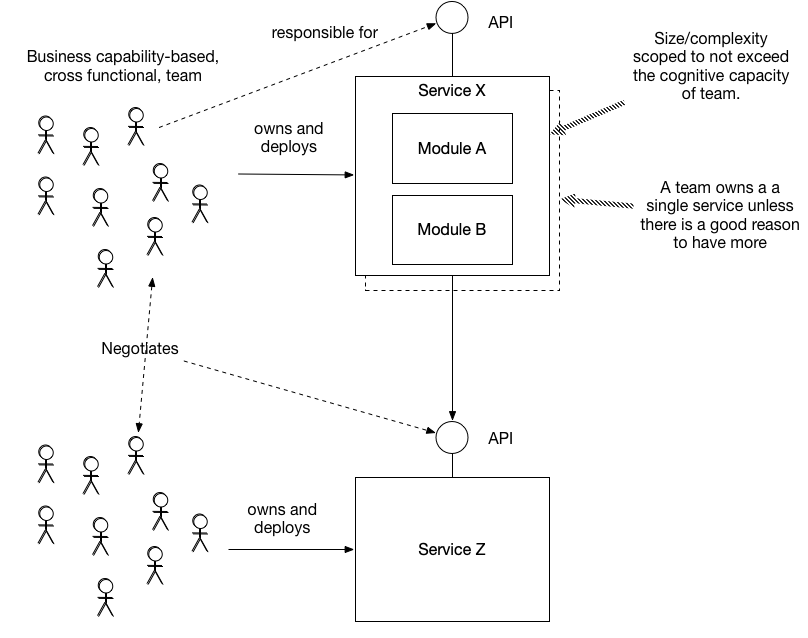 responsible for
API
Business capability-based,
cross functional, team
Size/complexity
scoped to not exceed
the cognitive capacity
of team.
Service X
owns and
deploys
Module A
A team owns a a
single service unless
there is a good reason
to have more
Module B
Negotiates
API
owns and
deploys
Service Z